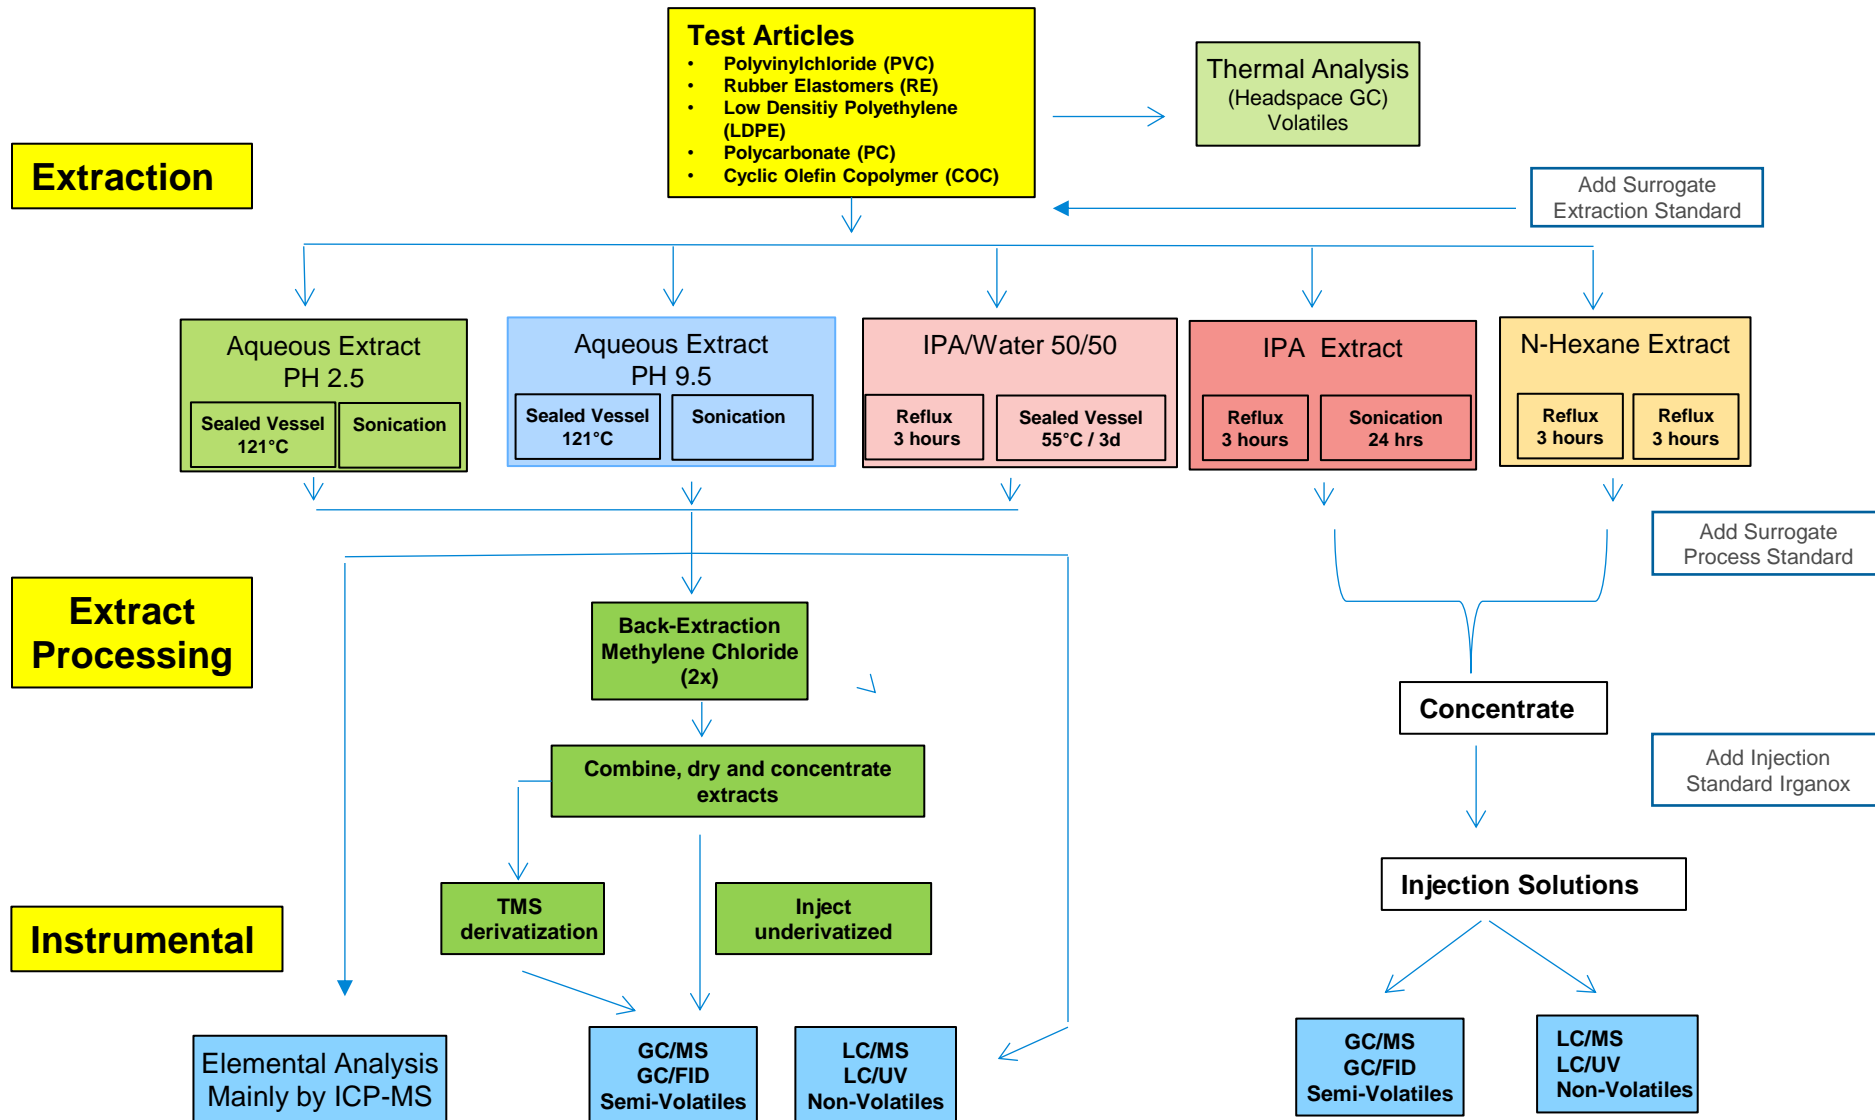 Test Articles
• Polyvinylchloride (PVC)
• Rubber Elastomers (RE)
• Low Densitiy Polyethylene
(LDPE)
• Polycarbonate (PC)
• Cyclic Olefin Copolymer (COC)
Thermal Analysis
(Headspace GC)
Volatiles
Extraction
Add Surrogate
Extraction Standard
Aqueous Extract
PH 2.5
Sealed Vessel
121°C
Sonication
Aqueous Extract
PH 9.5
Sealed Vessel
121°C
Sonication
IPA/Water 50/50
Reflux
3 hours
Sealed Vessel
55°C / 3d
IPA Extract
Reflux
3 hours
Sonication
24 hrs
N-Hexane Extract
Reflux
3 hours
Reflux
3 hours
Add Surrogate
Process Standard
Extract
Processing
Back-Extraction
Methylene Chloride
(2x)
Concentrate
Combine, dry and concentrate
extracts
Add Injection
Standard Irganox
Injection Solutions
Instrumental
TMS
derivatization
Inject
underivatized
Elemental Analysis
Mainly by ICP-MS
GC/MS
GC/FID
Semi-Volatiles
LC/MS
LC/UV
Non-Volatiles
GC/MS
GC/FID
Semi-Volatiles
LC/MS
LC/UV
Non-Volatiles